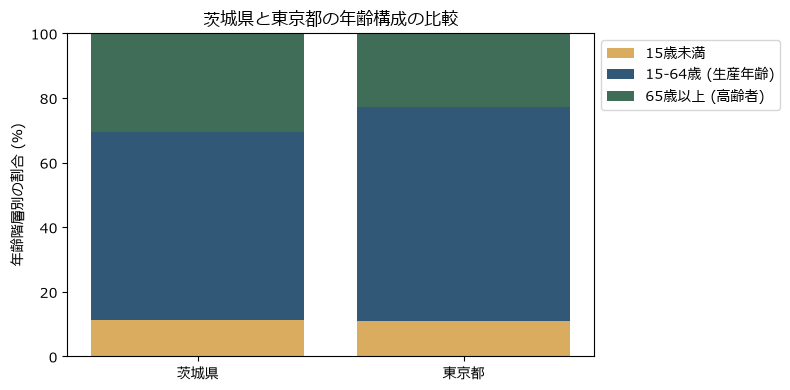 茨城県と東京都の年齢構成の比較
年齢階層別の割合 (%)
100
80
60
40
20
0
茨城県
東京都
15歳未満
15-64歳 (生産年齢)
65歳以上 (高齢者)